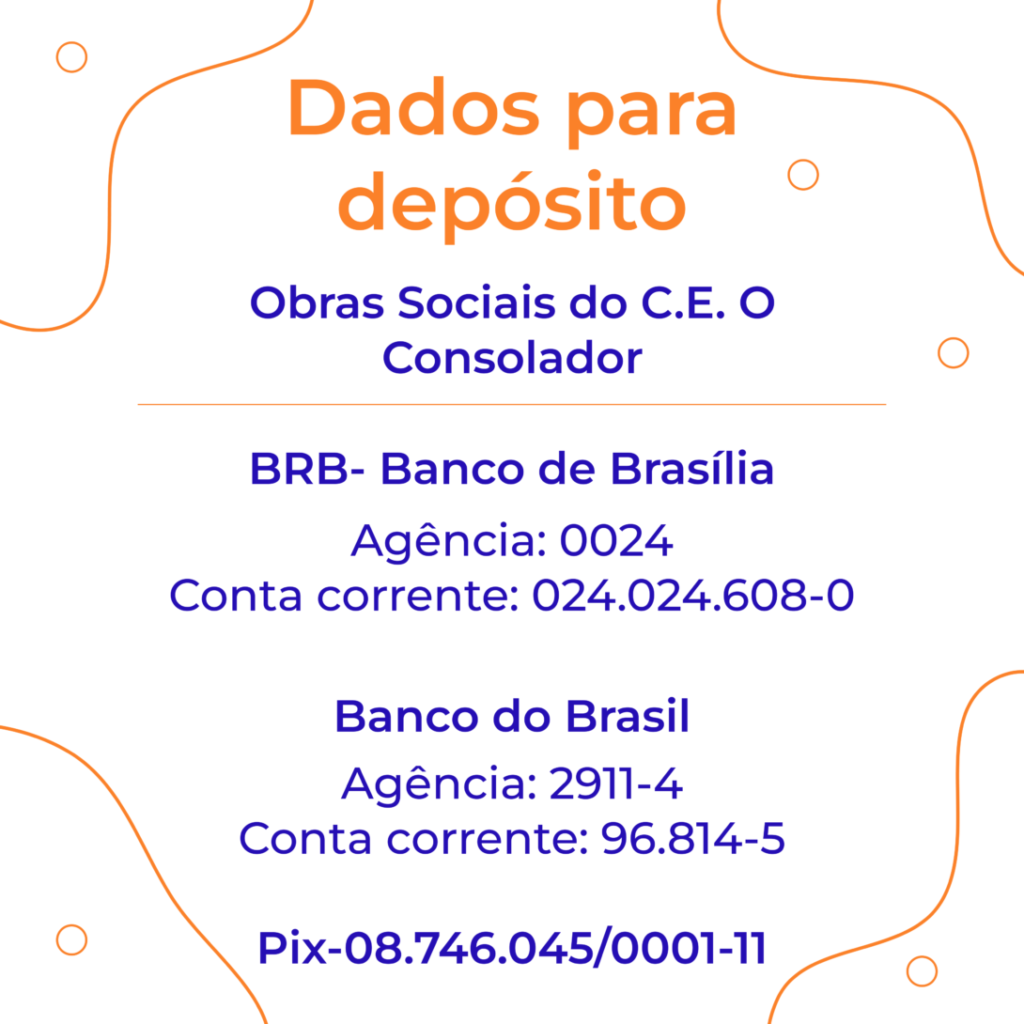 Dados para
depósito
Obras Sociais do C.E. O
Consolador
BRB- Banco de Brasília
Agência: 0024
Conta corrente: 024.024.608-0
Banco do Brasil
Agência: 2911-4
Conta corrente: 96.814-5
Pix-08.746.045/0001-11